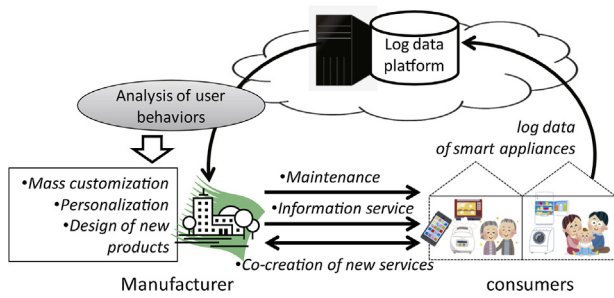 Log data
platform
Analysis of user
behaviors
log data
of smart appliances
•Mass customization
•Personalization
•Design of new
products
•Maintenance
•Information service
•Co-creation of new services
Manufacturer
consumers